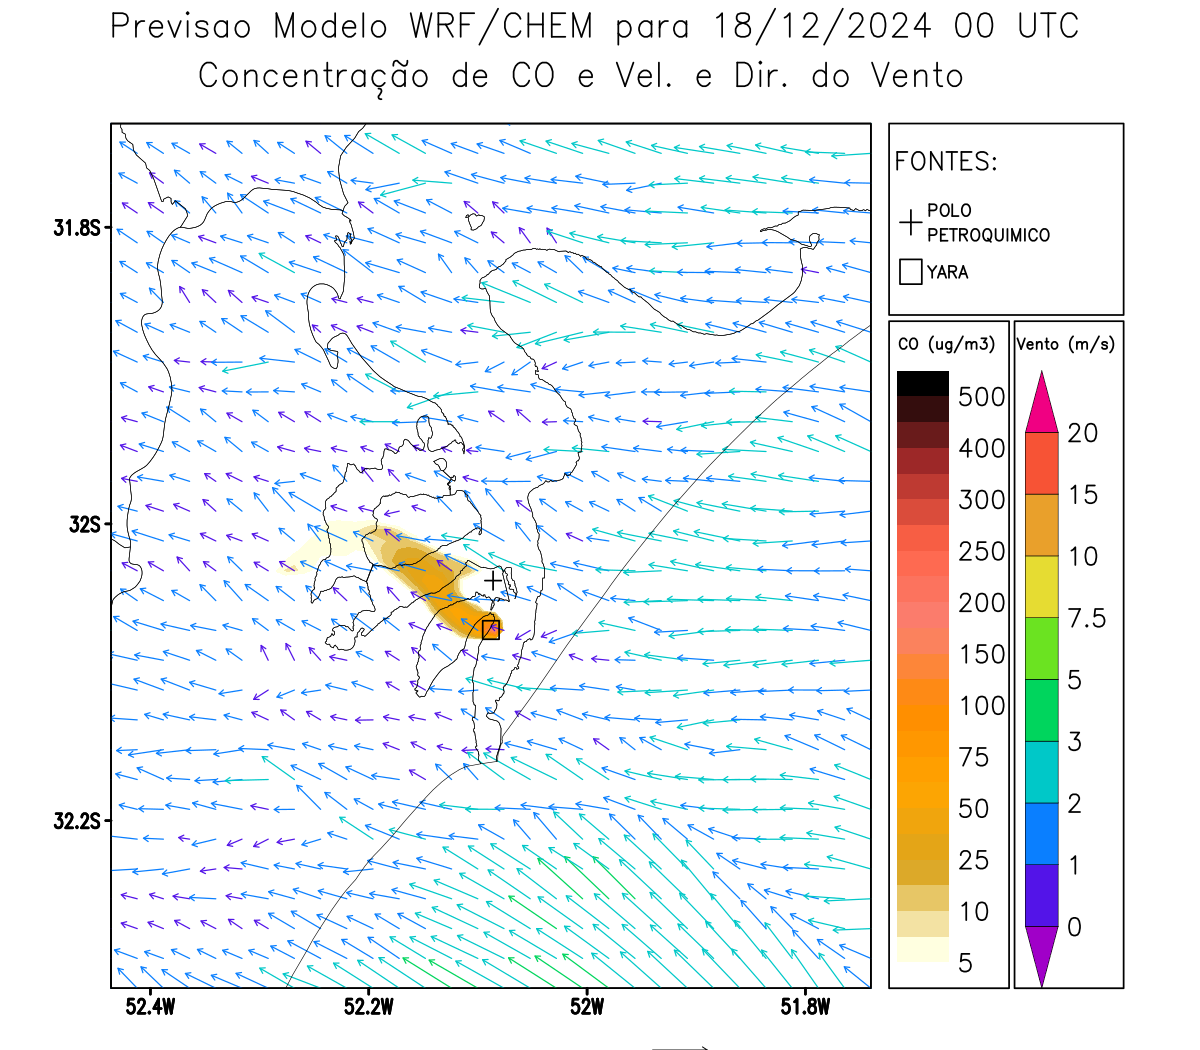 Previsao Modelo WRF/CHEM para 18/12/2024 00 UTC
Concentração de CO e Vel. e Dir. do Vento
FONTES:
POLO
PETROQUIMICO
YARA
31.8S
32S
32.2S
52.4W
52.2W
52W
51.8W
CO (ug/m3)
500
400
300
250
200
150
100
75
50
25
10
5
Vento (m/s)
20
15
10
7.5
5
3
2
1
0